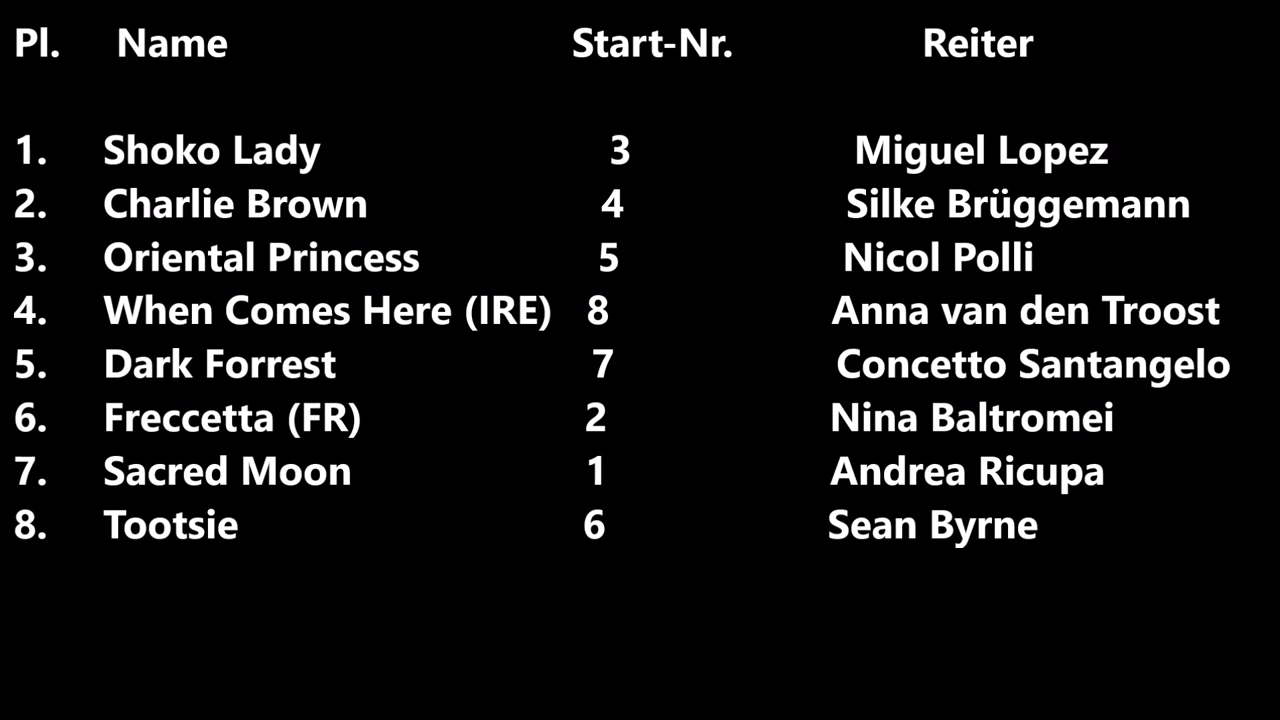 Pl. Name Start-Nr. Reiter
1. Shoko Lady 3 Miguel Lopez
2. Charlie Brown 4 Silke Brüggemann
3. Oriental Princess 5 Nicol Polli
4. When Comes Here (IRE) 8 Anna van den Troost
5. Dark Forrest 7 Concetto Santangelo
6. Freccetta (FR) 2 Nina Baltromei
7. Sacred Moon 1 Andrea Ricupa
8. Tootsie 6 Sean Byrne